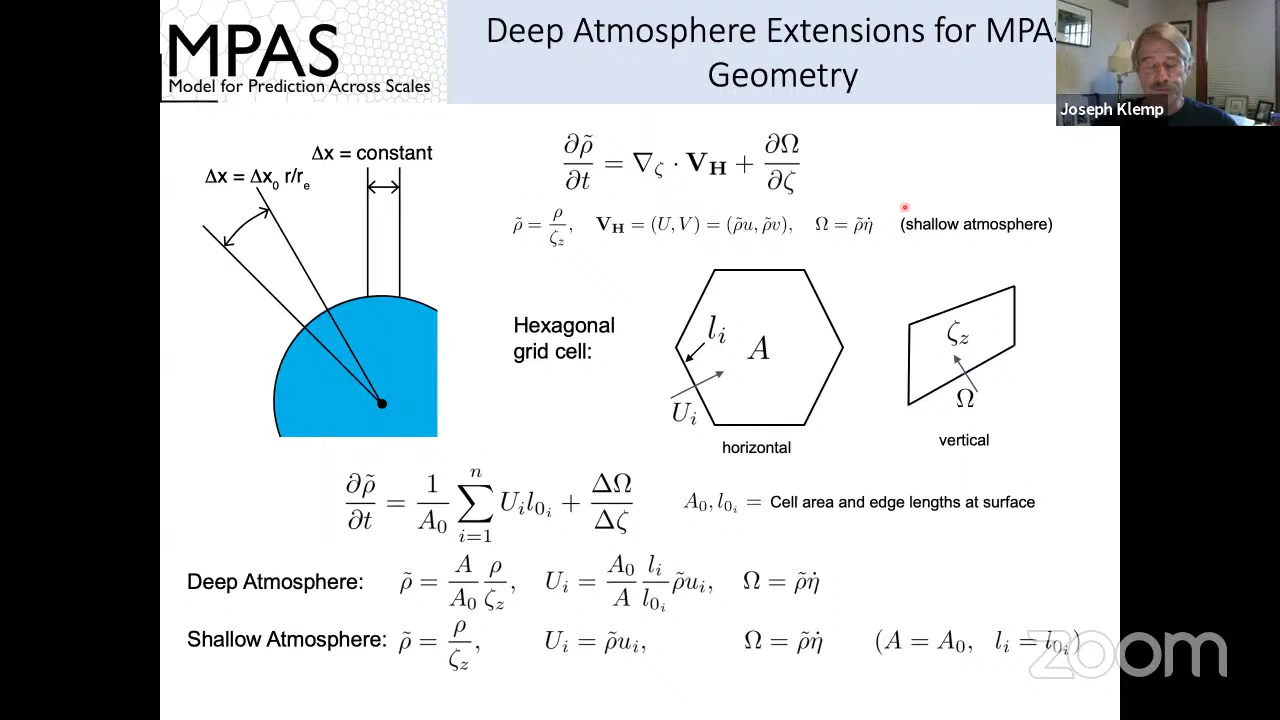 MPAS
Model for Prediction Across Scales
Deep Atmosphere Extensions for MPAS
Geometry
Joseph Klemp
Δx = constant
Δx = Δx₀ r/rₑ
∂ρ̃/∂t = ∇_ζ · V_H + ∂Ω/∂ζ
ρ̃ = ρ/ζ_z, V_H = (U, V) = (ρ̃u, ρ̃v), Ω = ρ̃η̇ (shallow atmosphere)
Hexagonal
grid cell:
l_i
A
U_i
horizontal
ζ_z
Ω
vertical
∂ρ̃/∂t = 1/A₀ ∑_{i=1}^{n} U_i l_{0_i} + ΔΩ/Δζ
A₀, l_{0_i} = Cell area and edge lengths at surface
Deep Atmosphere: ρ̃ = A/A₀ ρ/ζ_z, U_i = A₀/A l_i/l_{0_i} ρ̃u_i, Ω = ρ̃η̇
Shallow Atmosphere: ρ̃ = ρ/ζ_z, U_i = ρ̃u_i, Ω = ρ̃η̇ (A = A₀, l_i = l_{0_i})
zoom